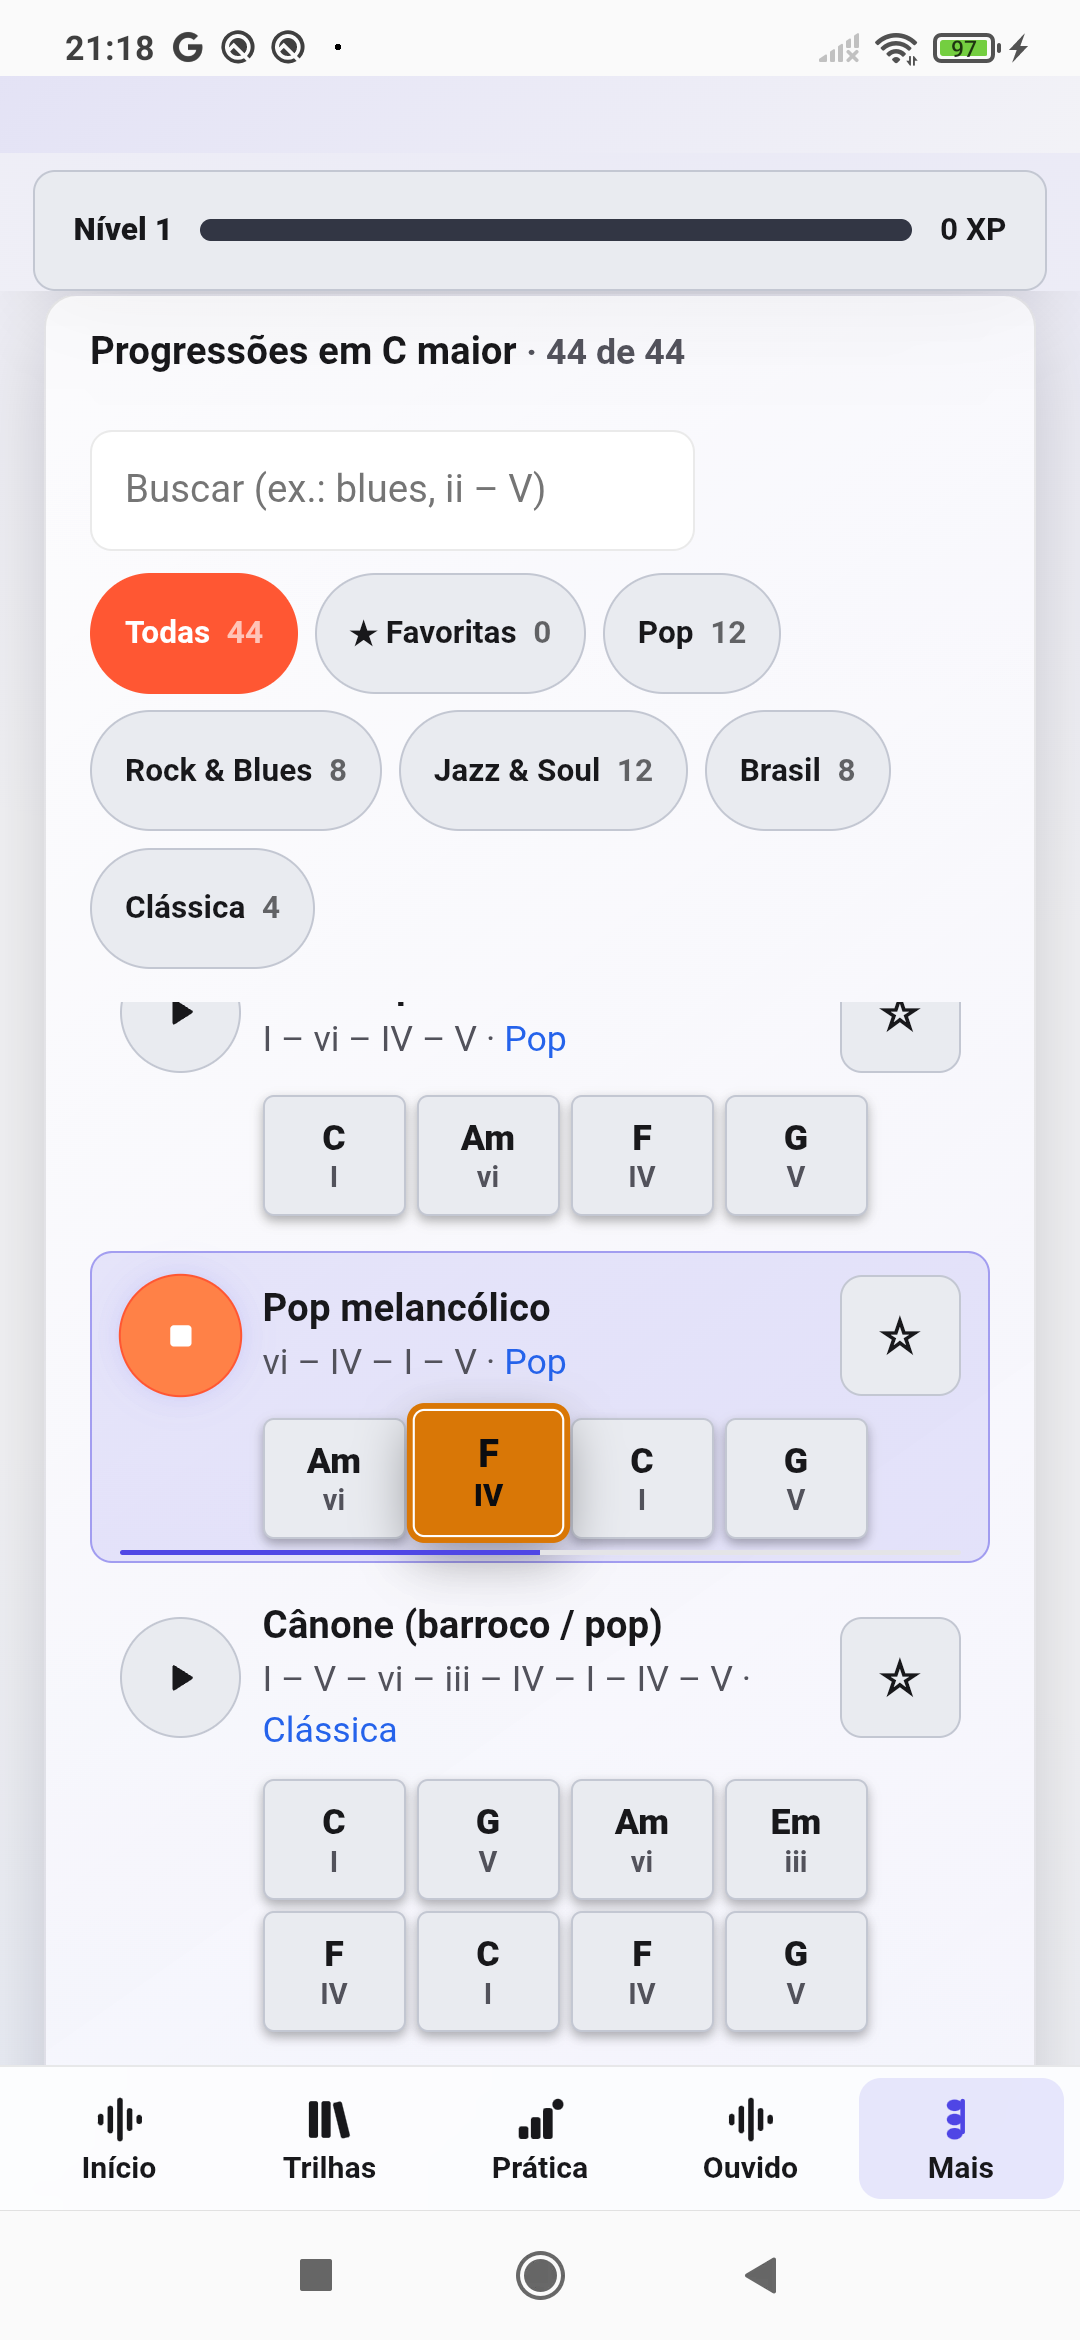 21:18
97
Nível 1 0 XP
Progressões em C maior · 44 de 44
Buscar (ex.: blues, ii – V)
Todas 44 ★ Favoritas 0 Pop 12
Rock & Blues 8 Jazz & Soul 12 Brasil 8
Clássica 4
I – vi – IV – V · Pop
C Am F G
I vi IV V
Pop melancólico
vi – IV – I – V · Pop
Am F C G
vi IV I V
Cânone (barroco / pop)
I – V – vi – iii – IV – I – IV – V ·
Clássica
C G Am Em
I V vi iii
F C F G
IV I IV V
Início Trilhas Prática Ouvido Mais